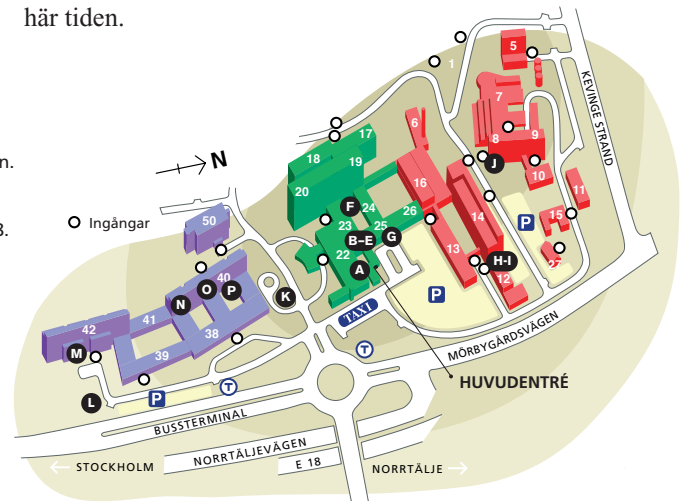 här tiden.
n.
3.
N
Ingångar
1
5
KEVINGE STRAND
7
6
8
9
17
18
19
J
10
16
20
11
F
24
14
26
15
P
50
23
25
B–E
G
22
13
H-I
27
A
12
40
O
P
K
P
N
TAXI
42
41
38
T
MÖRBYGÅRDSVÄGEN
M
39
HUVUDENTRÉ
T
L
P
BUSSTERMINAL
NORRTÄLJEVÄGEN
STOCKHOLM
E 18
NORRTÄLJE